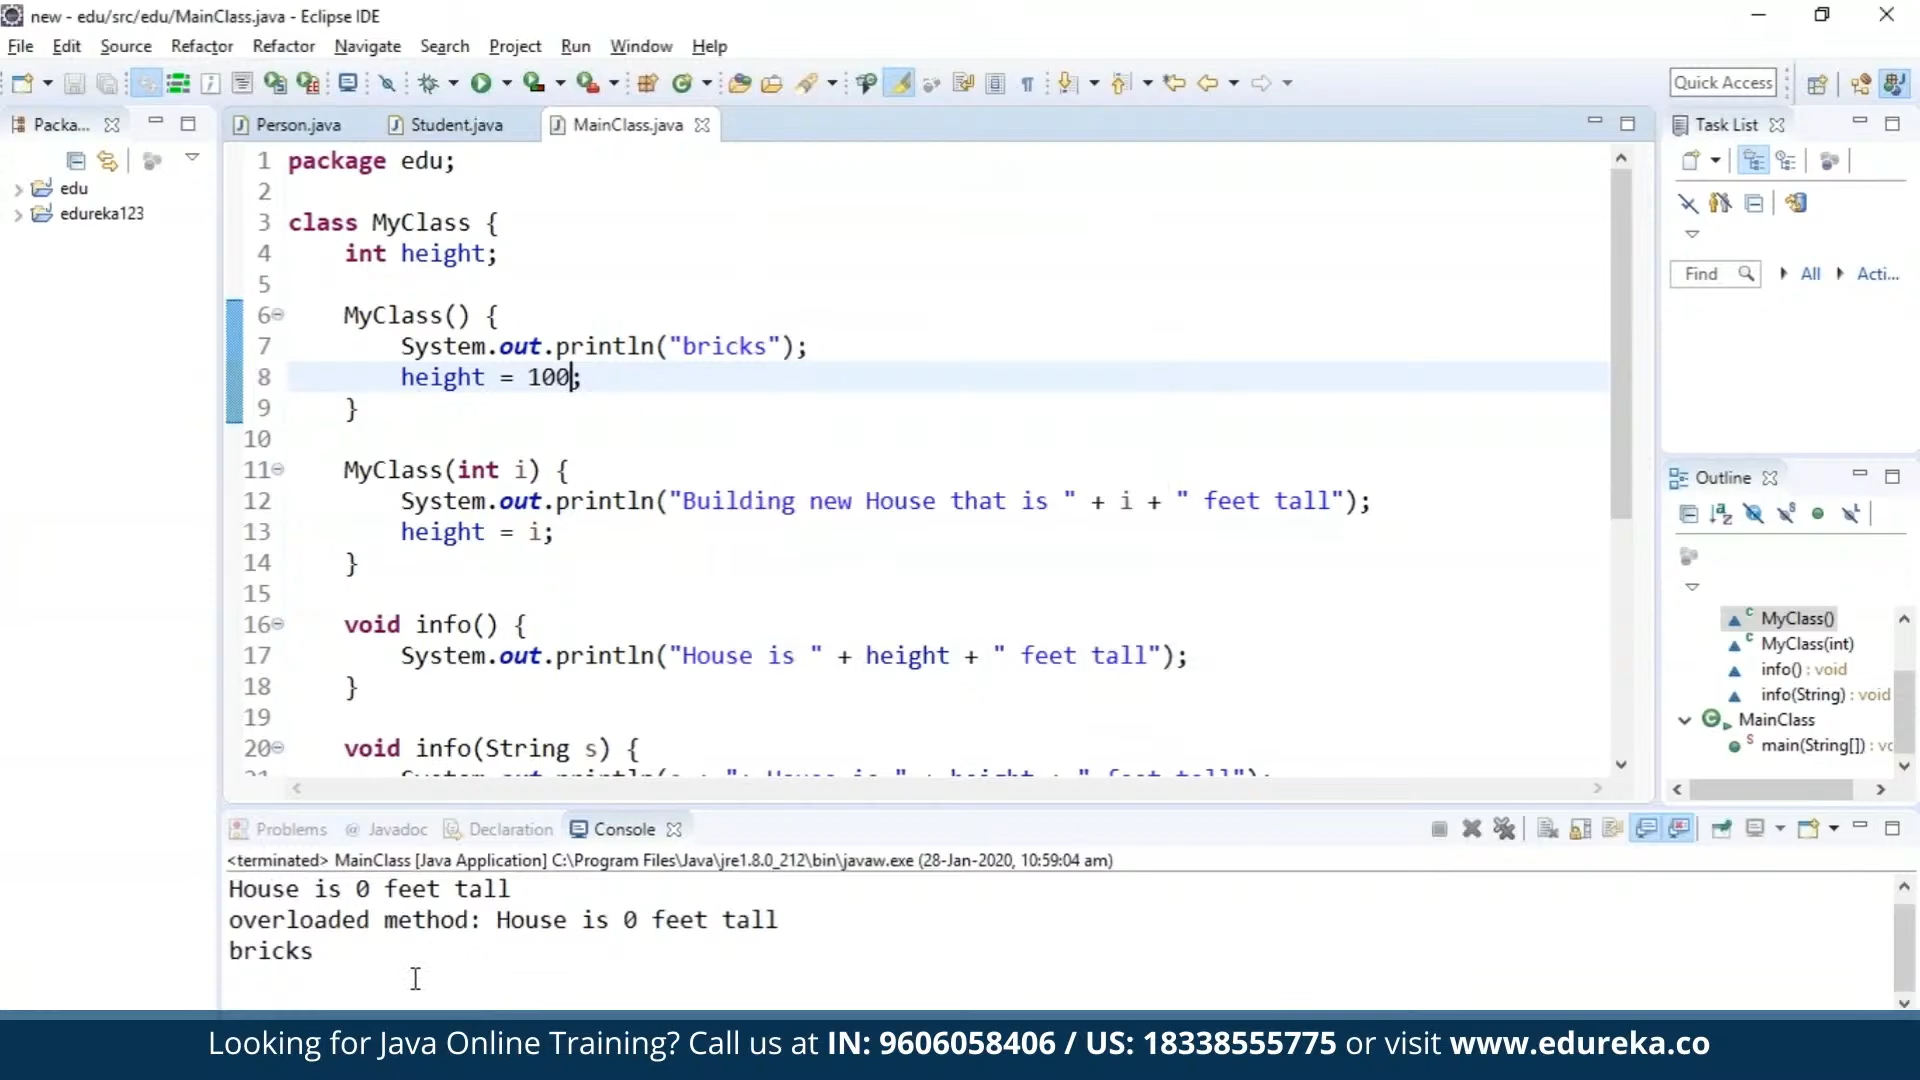 new - edu/src/edu/MainClass.java - Eclipse IDE
File Edit Source Refactor Refactor Navigate Search Project Run Window Help
Quick Access
Packa...
edu
edureka123
Person.java Student.java MainClass.java
1 package edu;
2
3 class MyClass {
4 int height;
5
6 MyClass() {
7 System.out.println("bricks");
8 height = 100;
9 }
10
11 MyClass(int i) {
12 System.out.println("Building new House that is " + i + " feet tall");
13 height = i;
14 }
15
16 void info() {
17 System.out.println("House is " + height + " feet tall");
18 }
19
20 void info(String s) {
Task List
Find All Acti...
Outline
MyClass()
MyClass(int)
info() : void
info(String) : void
MainClass
main(String[]) : vc
Problems Javadoc Declaration Console
<terminated> MainClass [Java Application] C:\Program Files\Java\jre1.8.0_212\bin\javaw.exe (28-Jan-2020, 10:59:04 am)
House is 0 feet tall
overloaded method: House is 0 feet tall
bricks
Looking for Java Online Training? Call us at IN: 9606058406 / US: 18338555775 or visit www.edureka.co